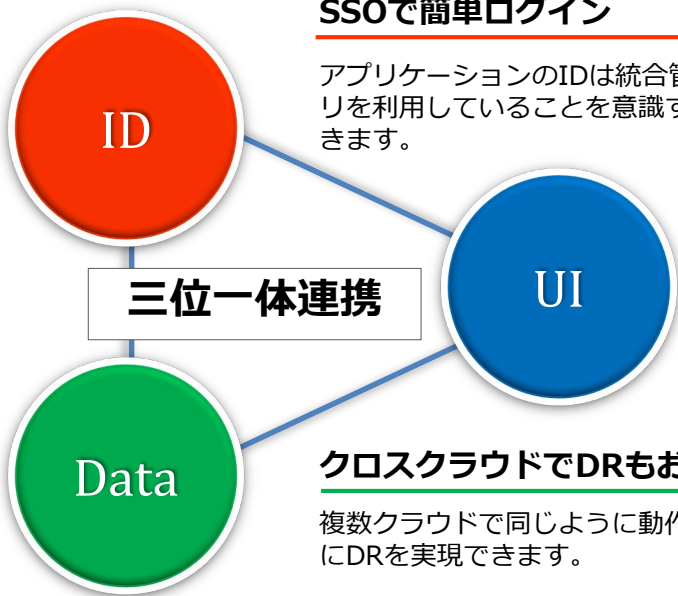 SSOで簡単ログイン
アプリケーションのIDは統合
リを利用していることを意識
きます。
ID
UI
三位一体連携
Data
クロスクラウドでDRも
複数クラウドで同じように動
にDRを実現できます。